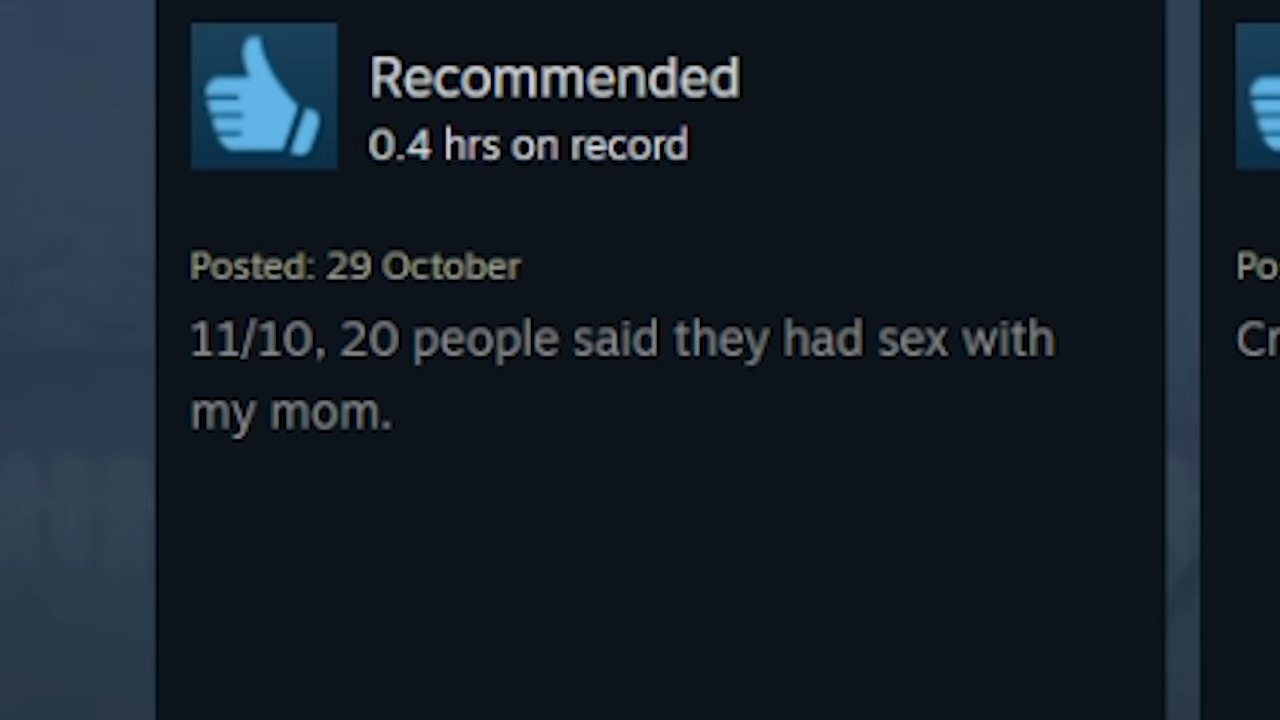 Recommended
0.4 hrs on record
Posted: 29 October
11/10, 20 people said they had sex with
my mom.